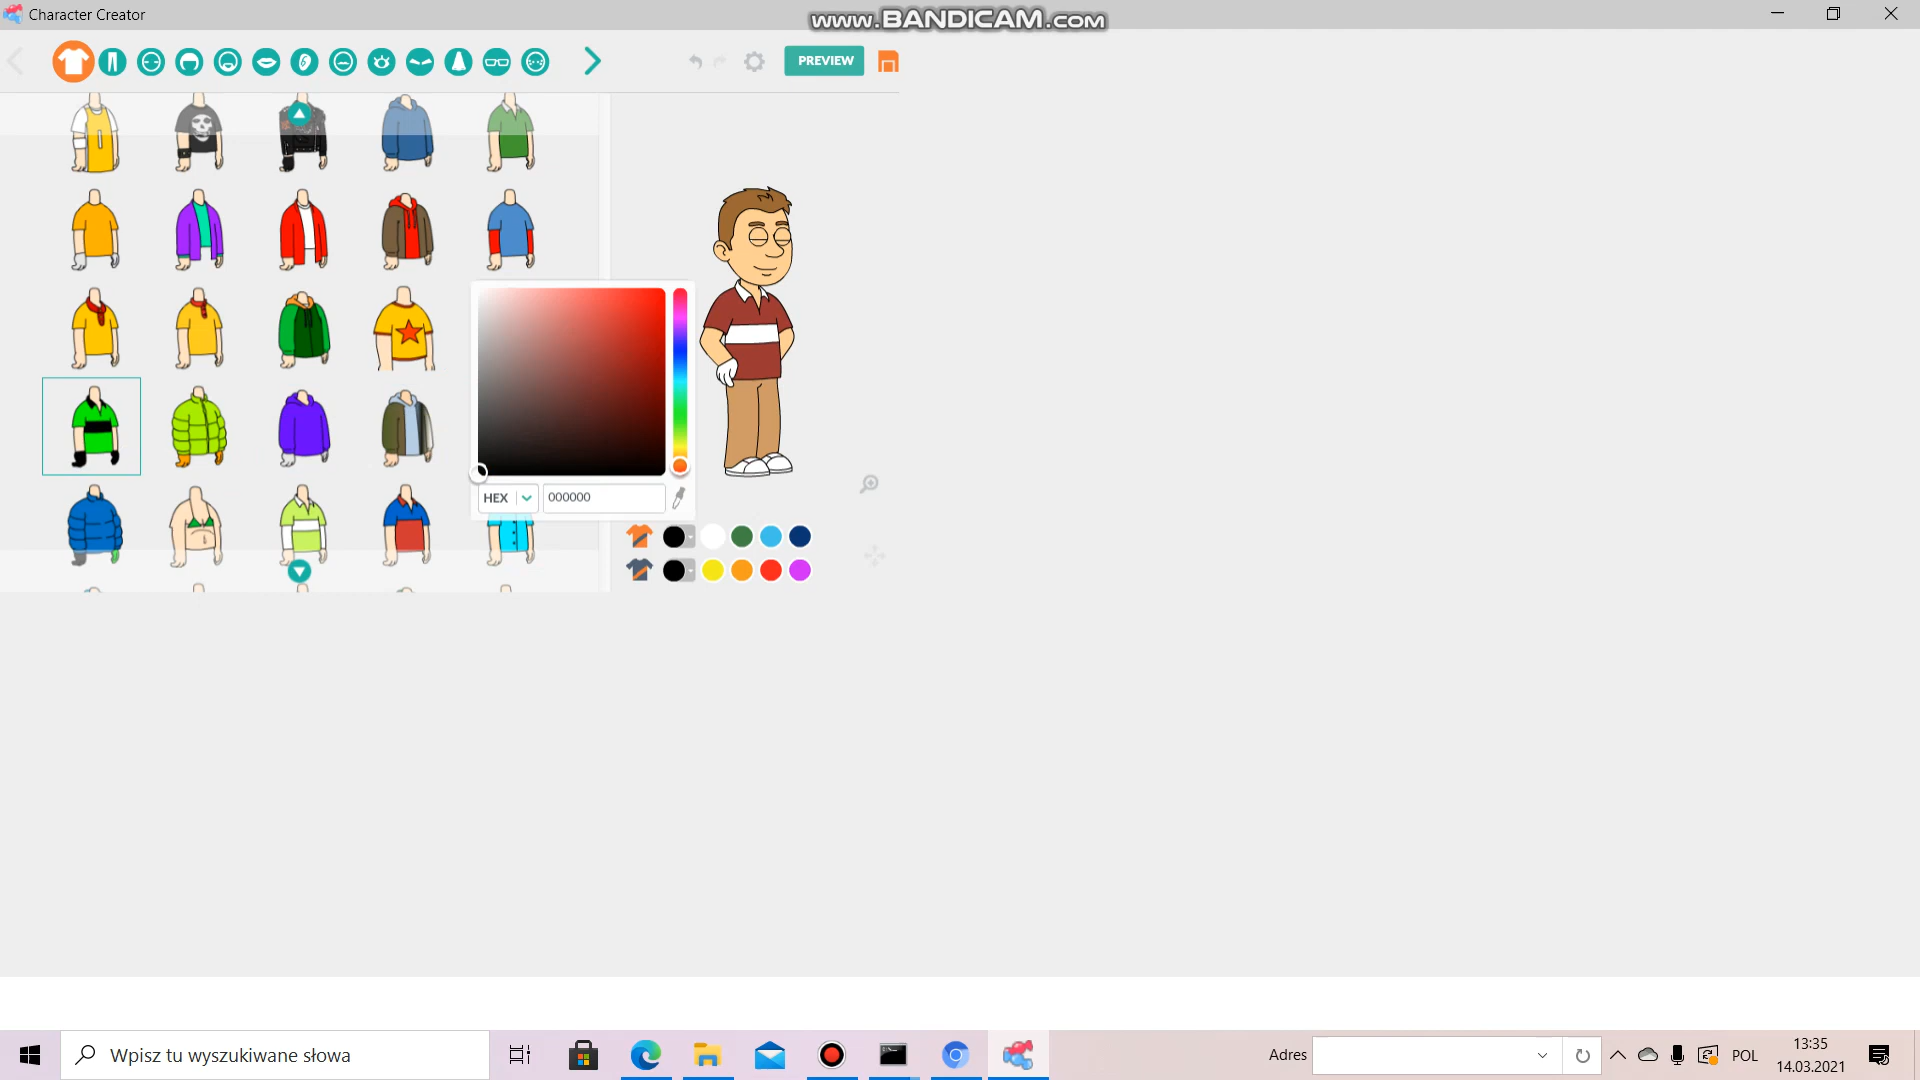 Character Creator
www.BANDICAM.com
PREVIEW
HEX
000000
Wpisz tu wyszukiwane słowa
Adres
POL
13:35
14.03.2021